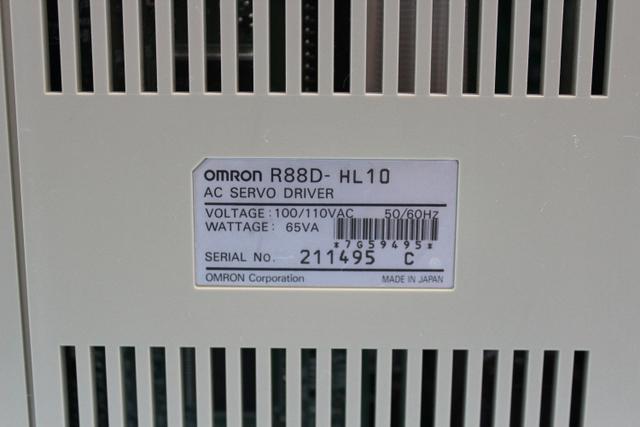 OMRON R88D- HL10
AC SERVO DRIVER
VOLTAGE : 100/110VAC 50/60Hz
WATTAGE : 65VA
*7G59495*
SERIAL No. 211495 C
OMRON Corporation MADE IN JAPAN